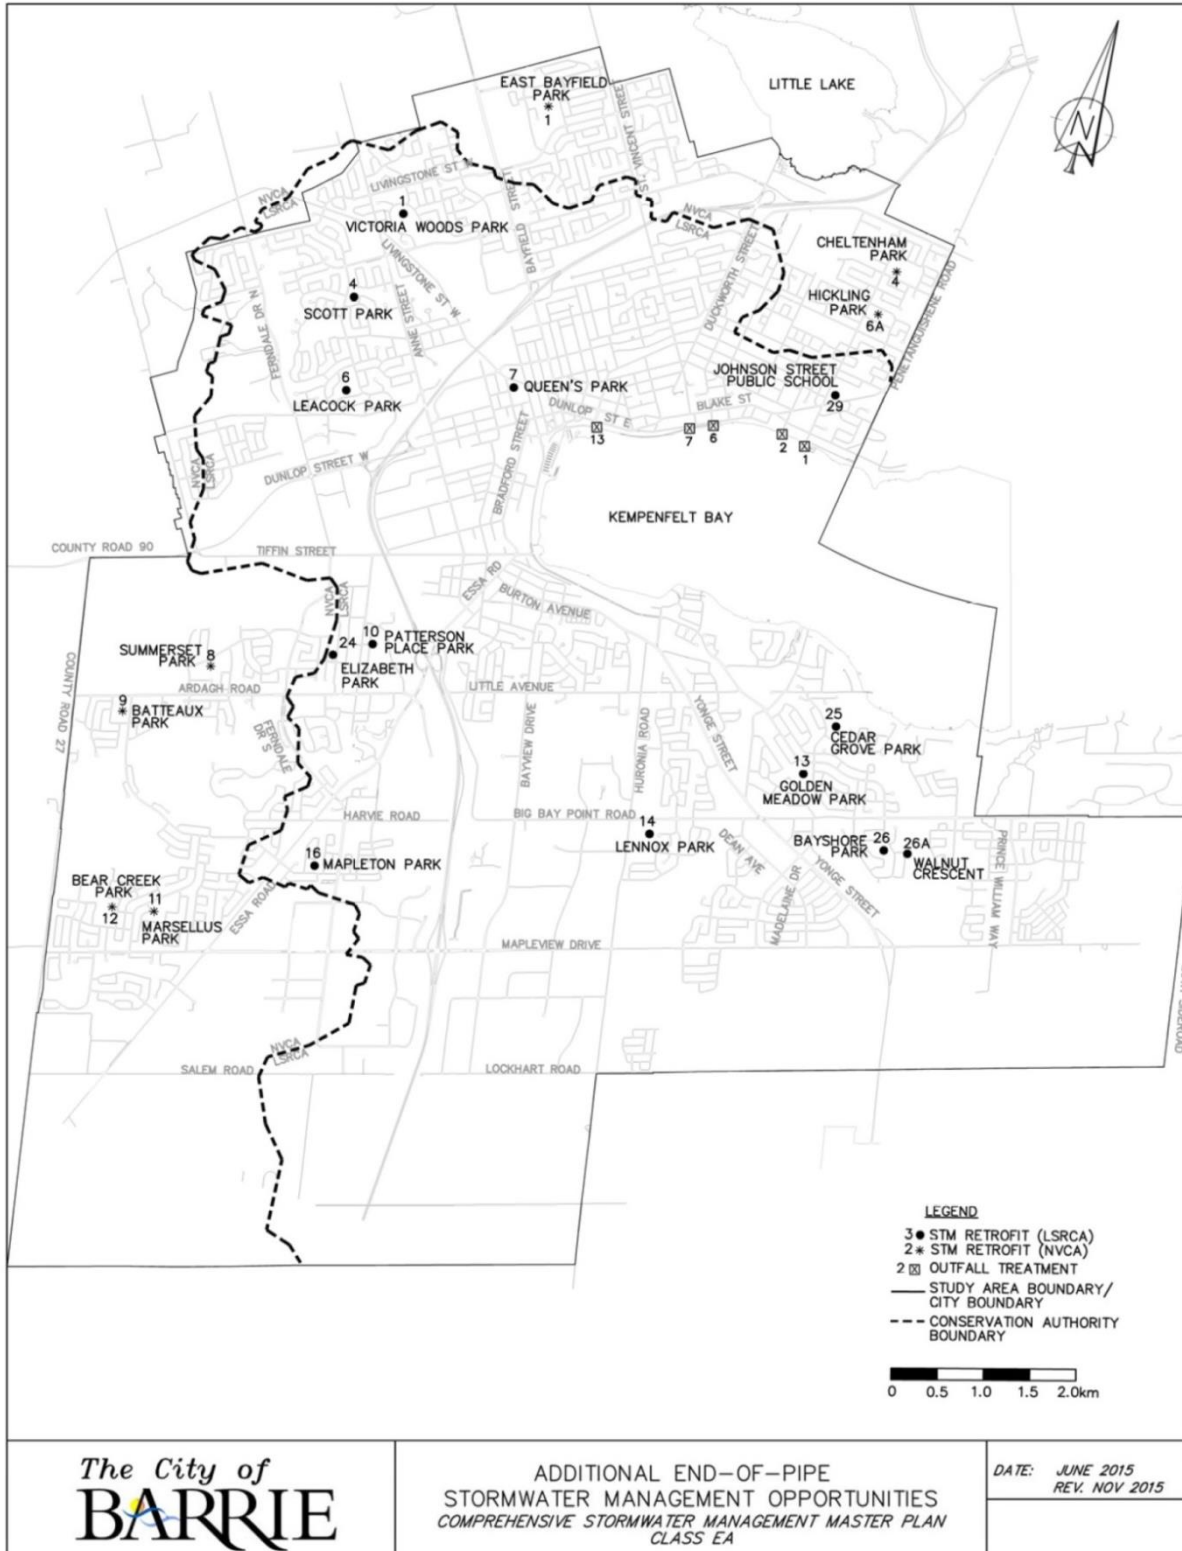 EAST BAYFIELD
PARK
1
LITTLE LAKE
N
ST. VINCENT STREET
LIVINGSTONE ST W
NVCA
LSRCA
1
VICTORIA WOODS PARK
BAYFIELD STREET
NVCA
LSRCA
CHELTENHAM
PARK
4
DUCKWORTH STREET
LIVINGSTONE ST W
4
SCOTT PARK
ANNE STREET
FERNDALE DR N
HICKLING
PARK
6A
PENETANGUISHENE ROAD
JOHNSON STREET
PUBLIC SCHOOL
29
6
LEACOCK PARK
7
QUEEN'S PARK
DUNLOP ST E
BLAKE ST
13
7
6
2
1
BRADFORD STREET
DUNLOP STREET W
NVCA
LSRCA
KEMPENFELT BAY
COUNTY ROAD 90
TIFFIN STREET
ESSA RD
BURTON AVENUE
NVCA
LSRCA
10
PATTERSON
PLACE PARK
24
ELIZABETH
PARK
SUMMERSET
PARK
8
ARDAGH ROAD
LITTLE AVENUE
COUNTY ROAD 27
9
BATTEAUX
PARK
FERNDALE
DR S
BAYVIEW DRIVE
HURONIA ROAD
YONGE STREET
25
CEDAR
GROVE PARK
13
GOLDEN
MEADOW PARK
HARVIE ROAD
BIG BAY POINT ROAD
14
LENNOX PARK
DEAN AVE
BAYSHORE
PARK
26
26A
WALNUT
CRESCENT
PRINCE WILLIAM WAY
MADELAINE DR
YONGE STREET
16
MAPLETON PARK
BEAR CREEK
PARK
12
11
MARSELLUS
PARK
ESSA ROAD
MAPLEVIEW DRIVE
SIDEROAD
NVCA
LSRCA
SALEM ROAD
LOCKHART ROAD
LEGEND
3 STM RETROFIT (LSRCA)
2 STM RETROFIT (NVCA)
2 OUTFALL TREATMENT
STUDY AREA BOUNDARY/
CITY BOUNDARY
CONSERVATION AUTHORITY
BOUNDARY
0 0.5 1.0 1.5 2.0km
The City of
BARRIE
ADDITIONAL END-OF-PIPE
STORMWATER MANAGEMENT OPPORTUNITIES
COMPREHENSIVE STORMWATER MANAGEMENT MASTER PLAN
CLASS EA
DATE: JUNE 2015
REV. NOV 2015